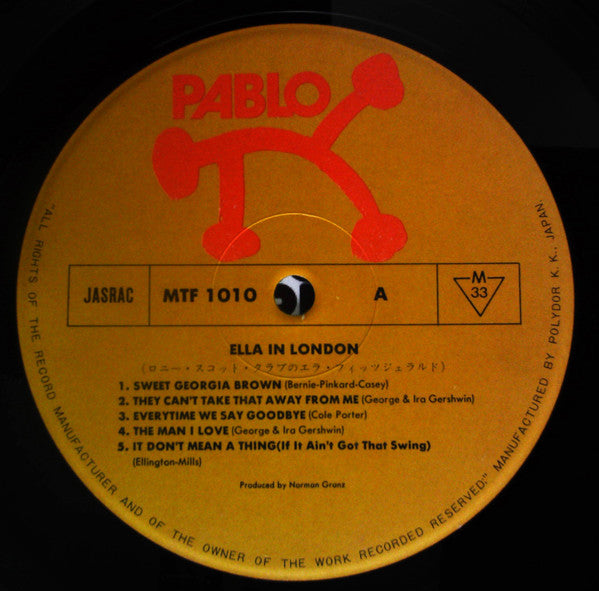 PABLO
JASRAC
MTF 1010
A
M
33
ELLA IN LONDON
(ロニー・スコット・クラブのエラ・フィッツジェラルド)
1. SWEET GEORGIA BROWN (Bernie-Pinkard-Casey)
2. THEY CAN'T TAKE THAT AWAY FROM ME (George & Ira Gershwin)
3. EVERYTIME WE SAY GOODBYE (Cole Porter)
4. THE MAN I LOVE (George & Ira Gershwin)
5. IT DON'T MEAN A THING(If It Ain't Got That Swing)
(Ellington-Mills)
Produced by Norman Granz
"ALL RIGHTS OF THE RECORD MANUFACTURER AND OF THE OWNER OF THE WORK RECORDED RESERVED;" MANUFACTURED BY POLYDOR K. K., JAPAN